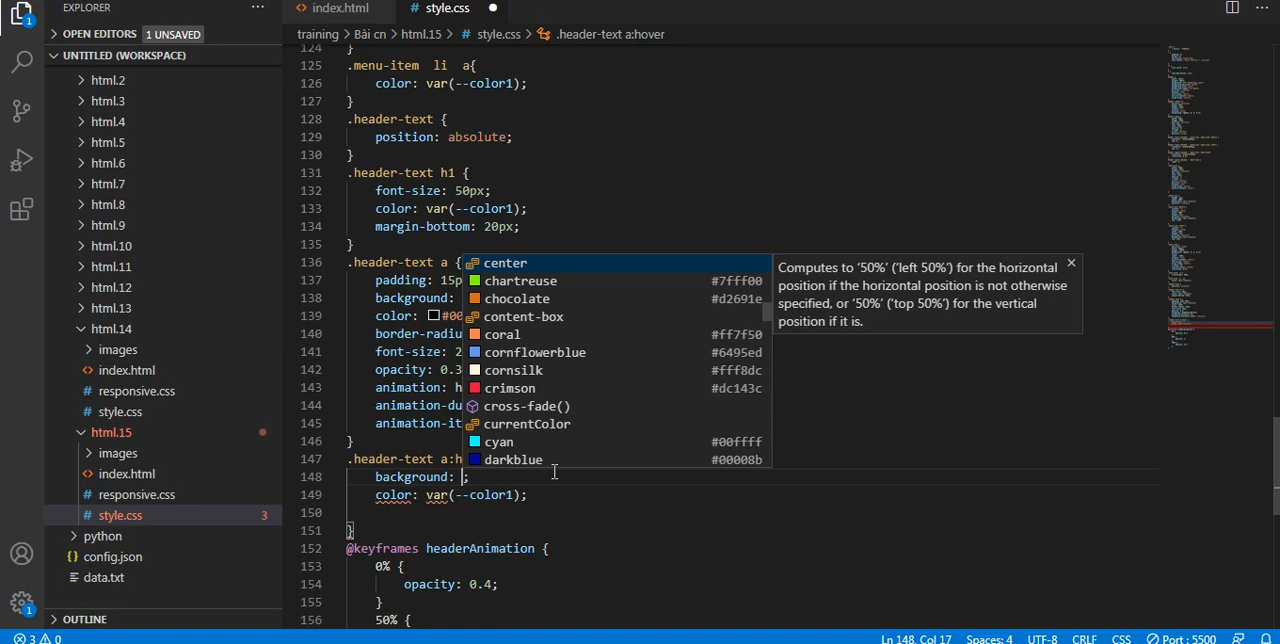 EXPLORER
···
index.html
# style.css
OPEN EDITORS 1 UNSAVED
training > Bài cn > html.15 > # style.css > .header-text a:hover
UNTITLED (WORKSPACE)
html.2
html.3
html.4
html.5
html.6
html.7
html.8
html.9
html.10
html.11
html.12
html.13
html.14
images
index.html
# responsive.css
# style.css
html.15
images
index.html
# responsive.css
# style.css 3
python
config.json
data.txt
OUTLINE
124 }
125 .menu-item li a{
126 color: var(--color1);
127 }
128 .header-text {
129 position: absolute;
130 }
131 .header-text h1 {
132 font-size: 50px;
133 color: var(--color1);
134 margin-bottom: 20px;
135 }
136 .header-text a {
137 padding: 15p
138 background:
139 color: #00
140 border-radiu
141 font-size: 2
142 opacity: 0.3
143 animation: h
144 animation-du
145 animation-it
146 }
147 .header-text a:h
148 background: ;
149 color: var(--color1);
150
151 }
152 @keyframes headerAnimation {
153 0% {
154 opacity: 0.4;
155 }
156 50% {
center
chartreuse #7fff00
chocolate #d2691e
content-box
coral #ff7f50
cornflowerblue #6495ed
cornsilk #fff8dc
crimson #dc143c
cross-fade()
currentColor
cyan #00ffff
darkblue #00008b
Computes to ‘50%’ (‘left 50%’) for the horizontal
position if the horizontal position is not otherwise
specified, or ‘50%’ (‘top 50%’) for the vertical
position if it is.
1
1
3 0
Ln 148, Col 17 Spaces: 4 UTF-8 CRLF CSS Port : 5500